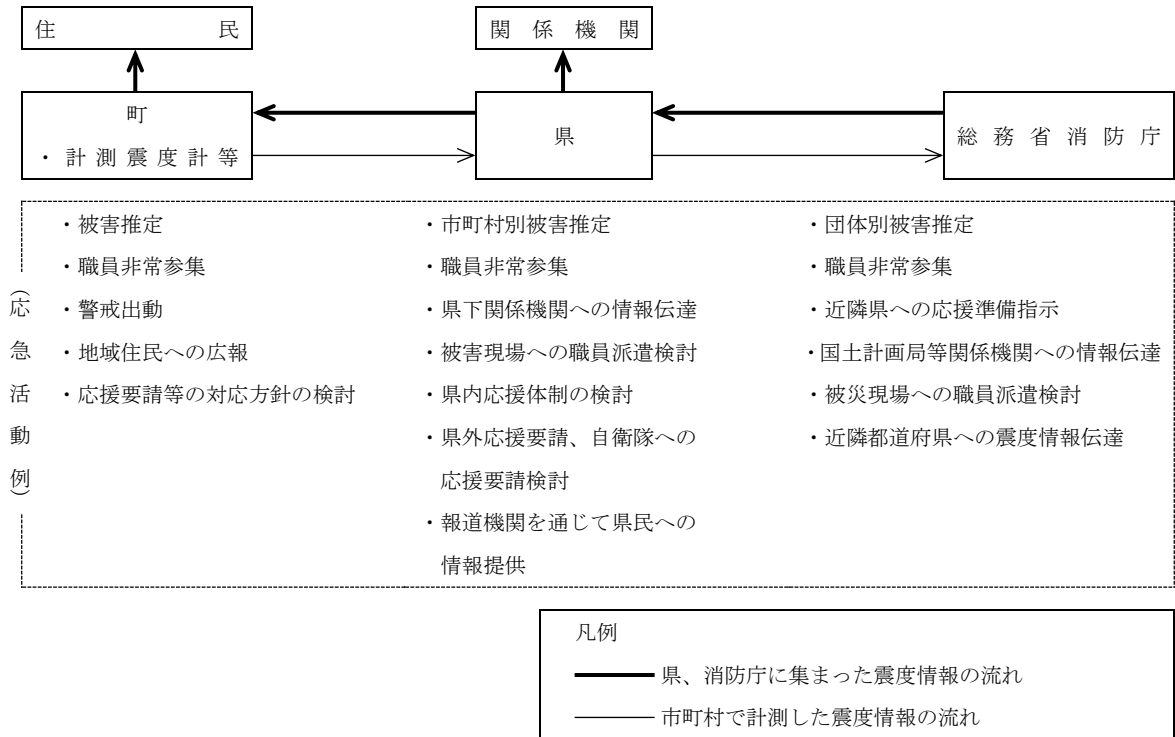 住民
関係機関
町
・計測震度計等
県
総務省消防庁
（応急活動例）
・被害推定
・職員非常参集
・警戒出動
・地域住民への広報
・応援要請等の対応方針の検討
・市町村別被害推定
・職員非常参集
・県下関係機関への情報伝達
・被害現場への職員派遣検討
・県内応援体制の検討
・県外応援要請、自衛隊への
応援要請検討
・報道機関を通じて県民への
情報提供
・団体別被害推定
・職員非常参集
・近隣県への応援準備指示
・国土計画局等関係機関への情報伝達
・被災現場への職員派遣検討
・近隣都道府県への震度情報伝達
凡例
県、消防庁に集まった震度情報の流れ
市町村で計測した震度情報の流れ